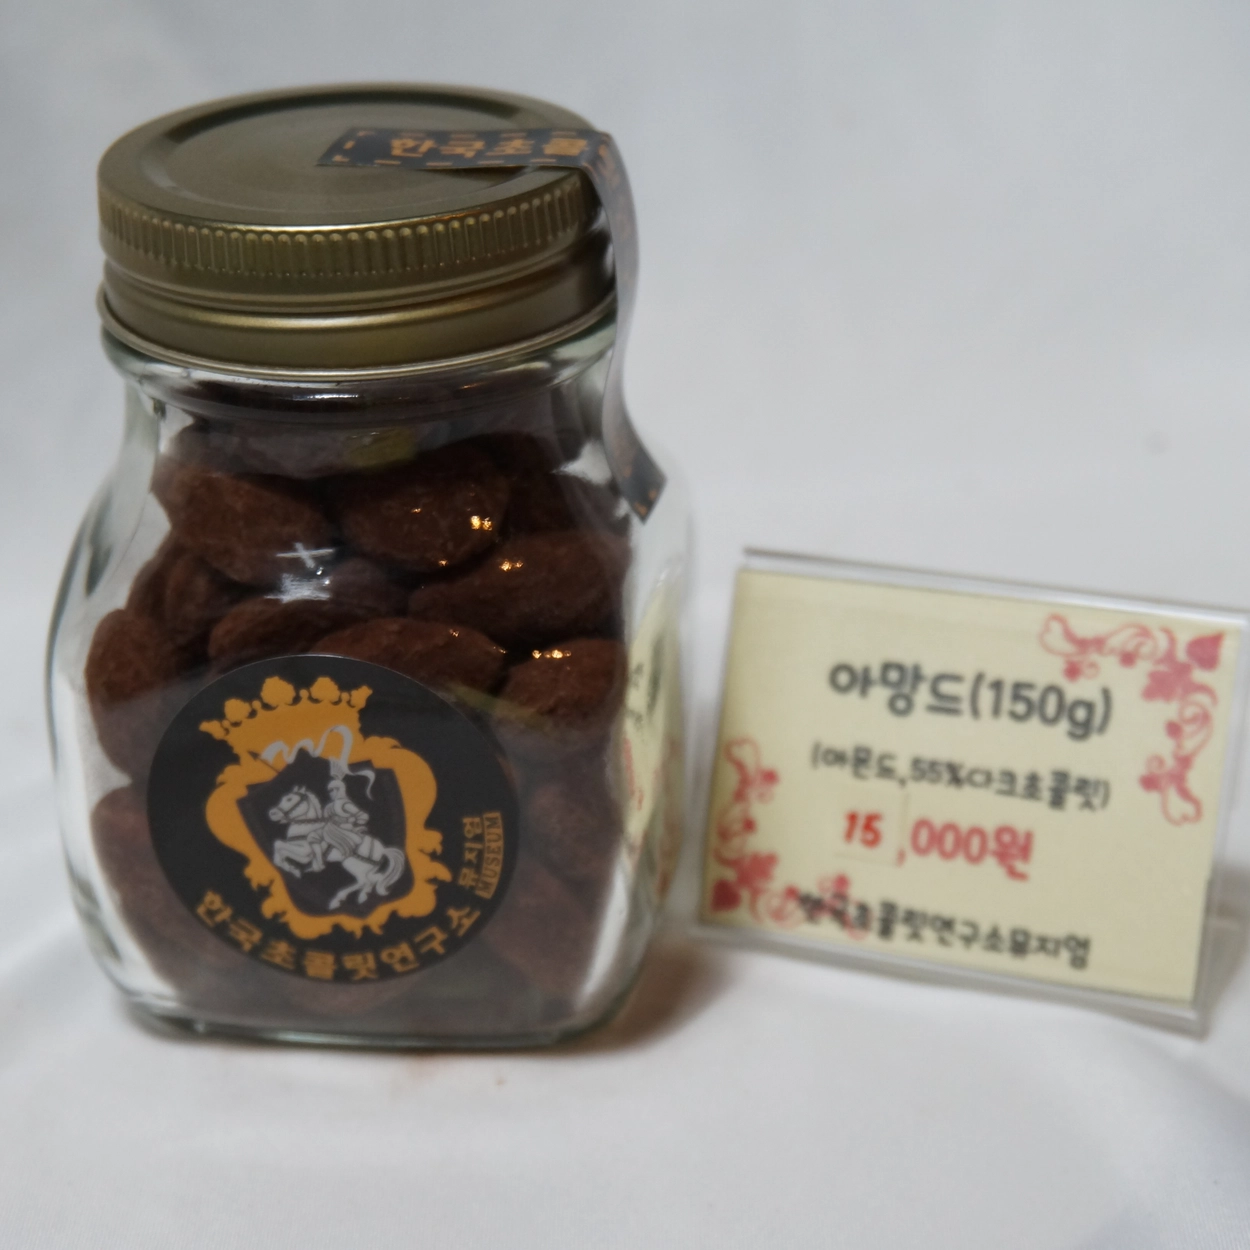 한국초콜
뮤지엄
MUSEUM
한국초콜릿연구소
아망드(150g)
(아몬드,55%다크초콜릿)
15,000원
한국초콜릿연구소뮤지엄